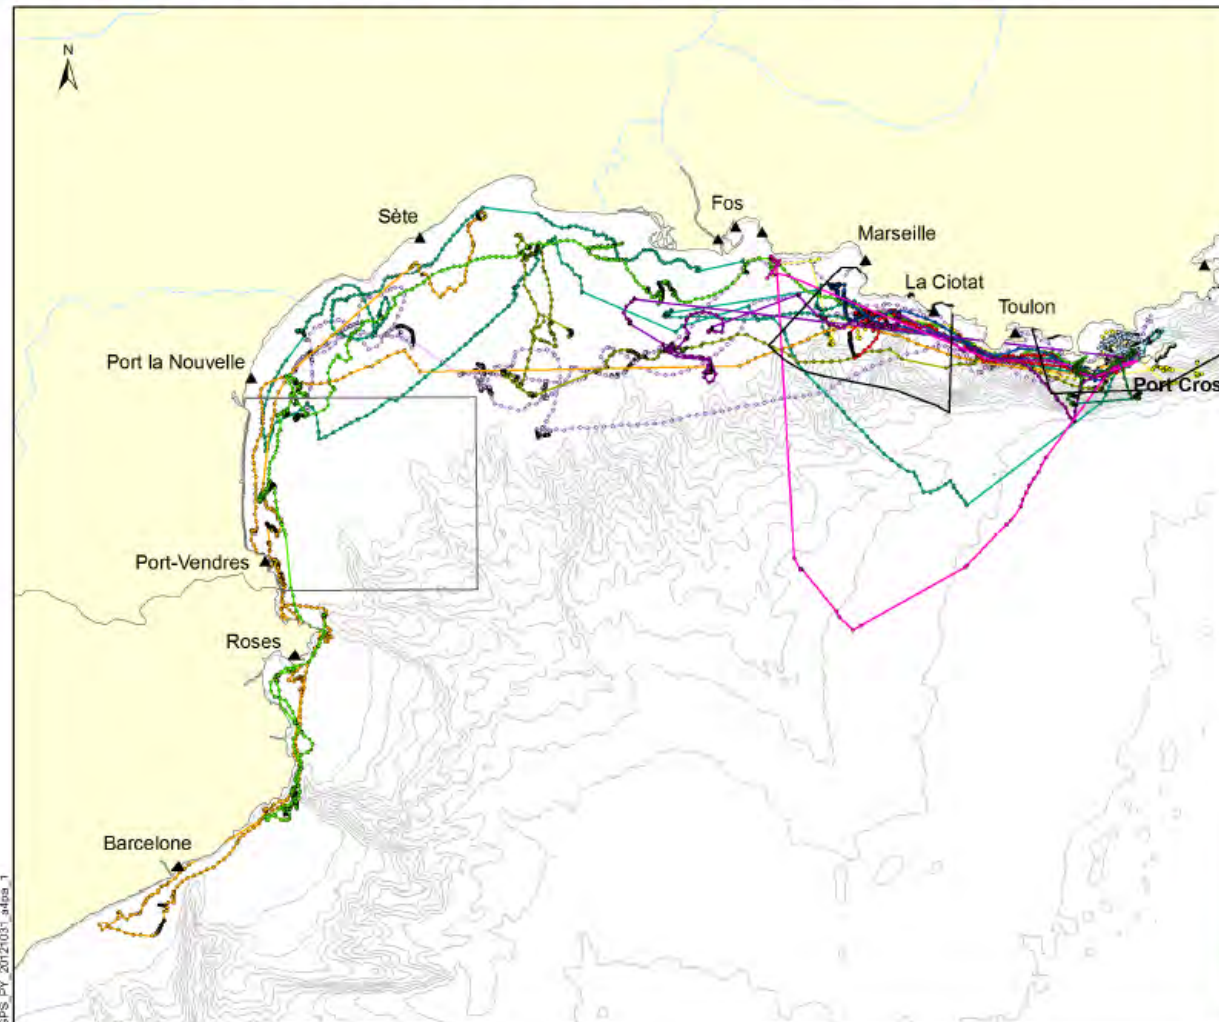 N
Fos
Sète
Marseille
La Ciotat
Toulon
Port la Nouvelle
Port Cros
Port-Vendres
Roses
Barcelone